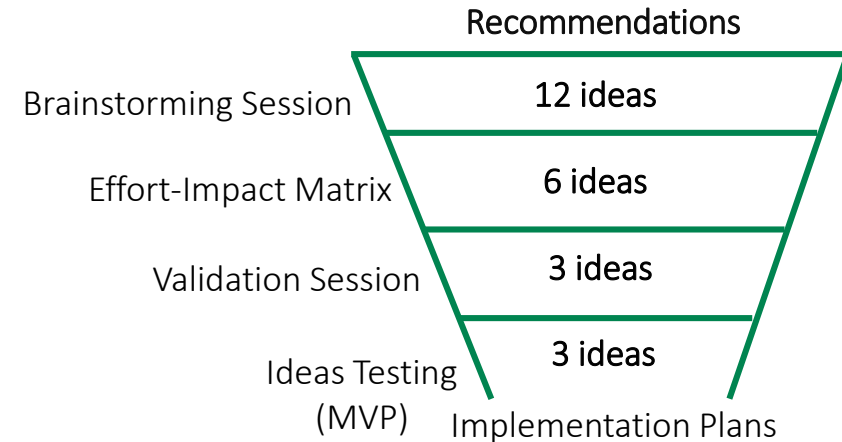 Recommendations
Brainstorming Session
12 ideas
Effort-Impact Matrix
6 ideas
Validation Session
3 ideas
Ideas Testing
(MVP)
3 ideas
Implementation Plans